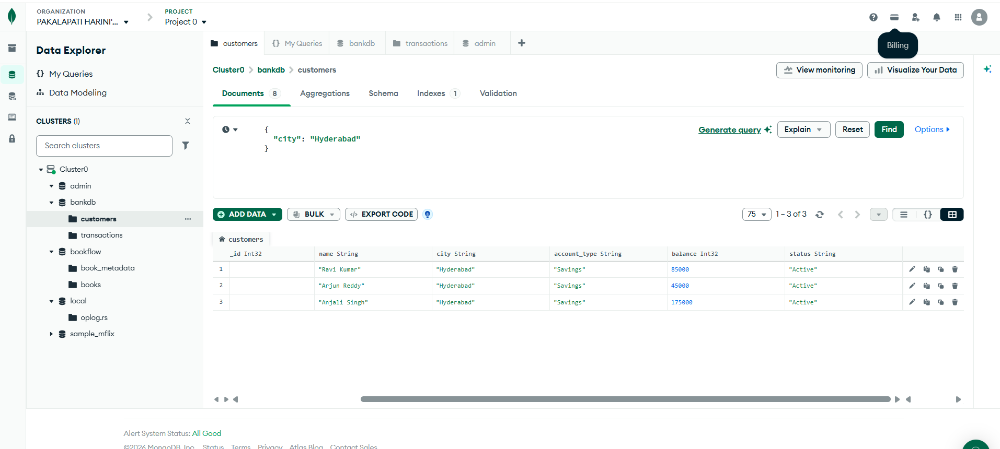 ORGANIZATION
PAKALAPATI HARINI'...
PROJECT
Project 0
Billing
Data Explorer
My Queries
Data Modeling
CLUSTERS (1)
Search clusters
Cluster0
admin
bankdb
customers
transactions
bookflow
book_metadata
books
local
oplog.rs
sample_mflix
customers
{} My Queries
bankdb
transactions
admin
Cluster0 > bankdb > customers
View monitoring
Visualize Your Data
Documents 8
Aggregations
Schema
Indexes 1
Validation
{
"city": "Hyderabad"
}
Generate query
Explain
Reset
Find
Options
ADD DATA
BULK
EXPORT CODE
75
1 – 3 of 3
customers
_id Int32 name String city String account_type String balance Int32 status String
1 "Ravi Kumar" "Hyderabad" "Savings" 85000 "Active"
2 "Arjun Reddy" "Hyderabad" "Savings" 45000 "Active"
3 "Anjali Singh" "Hyderabad" "Savings" 175000 "Active"
Alert System Status: All Good
©2026 MongoDB, Inc. Status Terms Privacy Atlas Blog Contact Sales